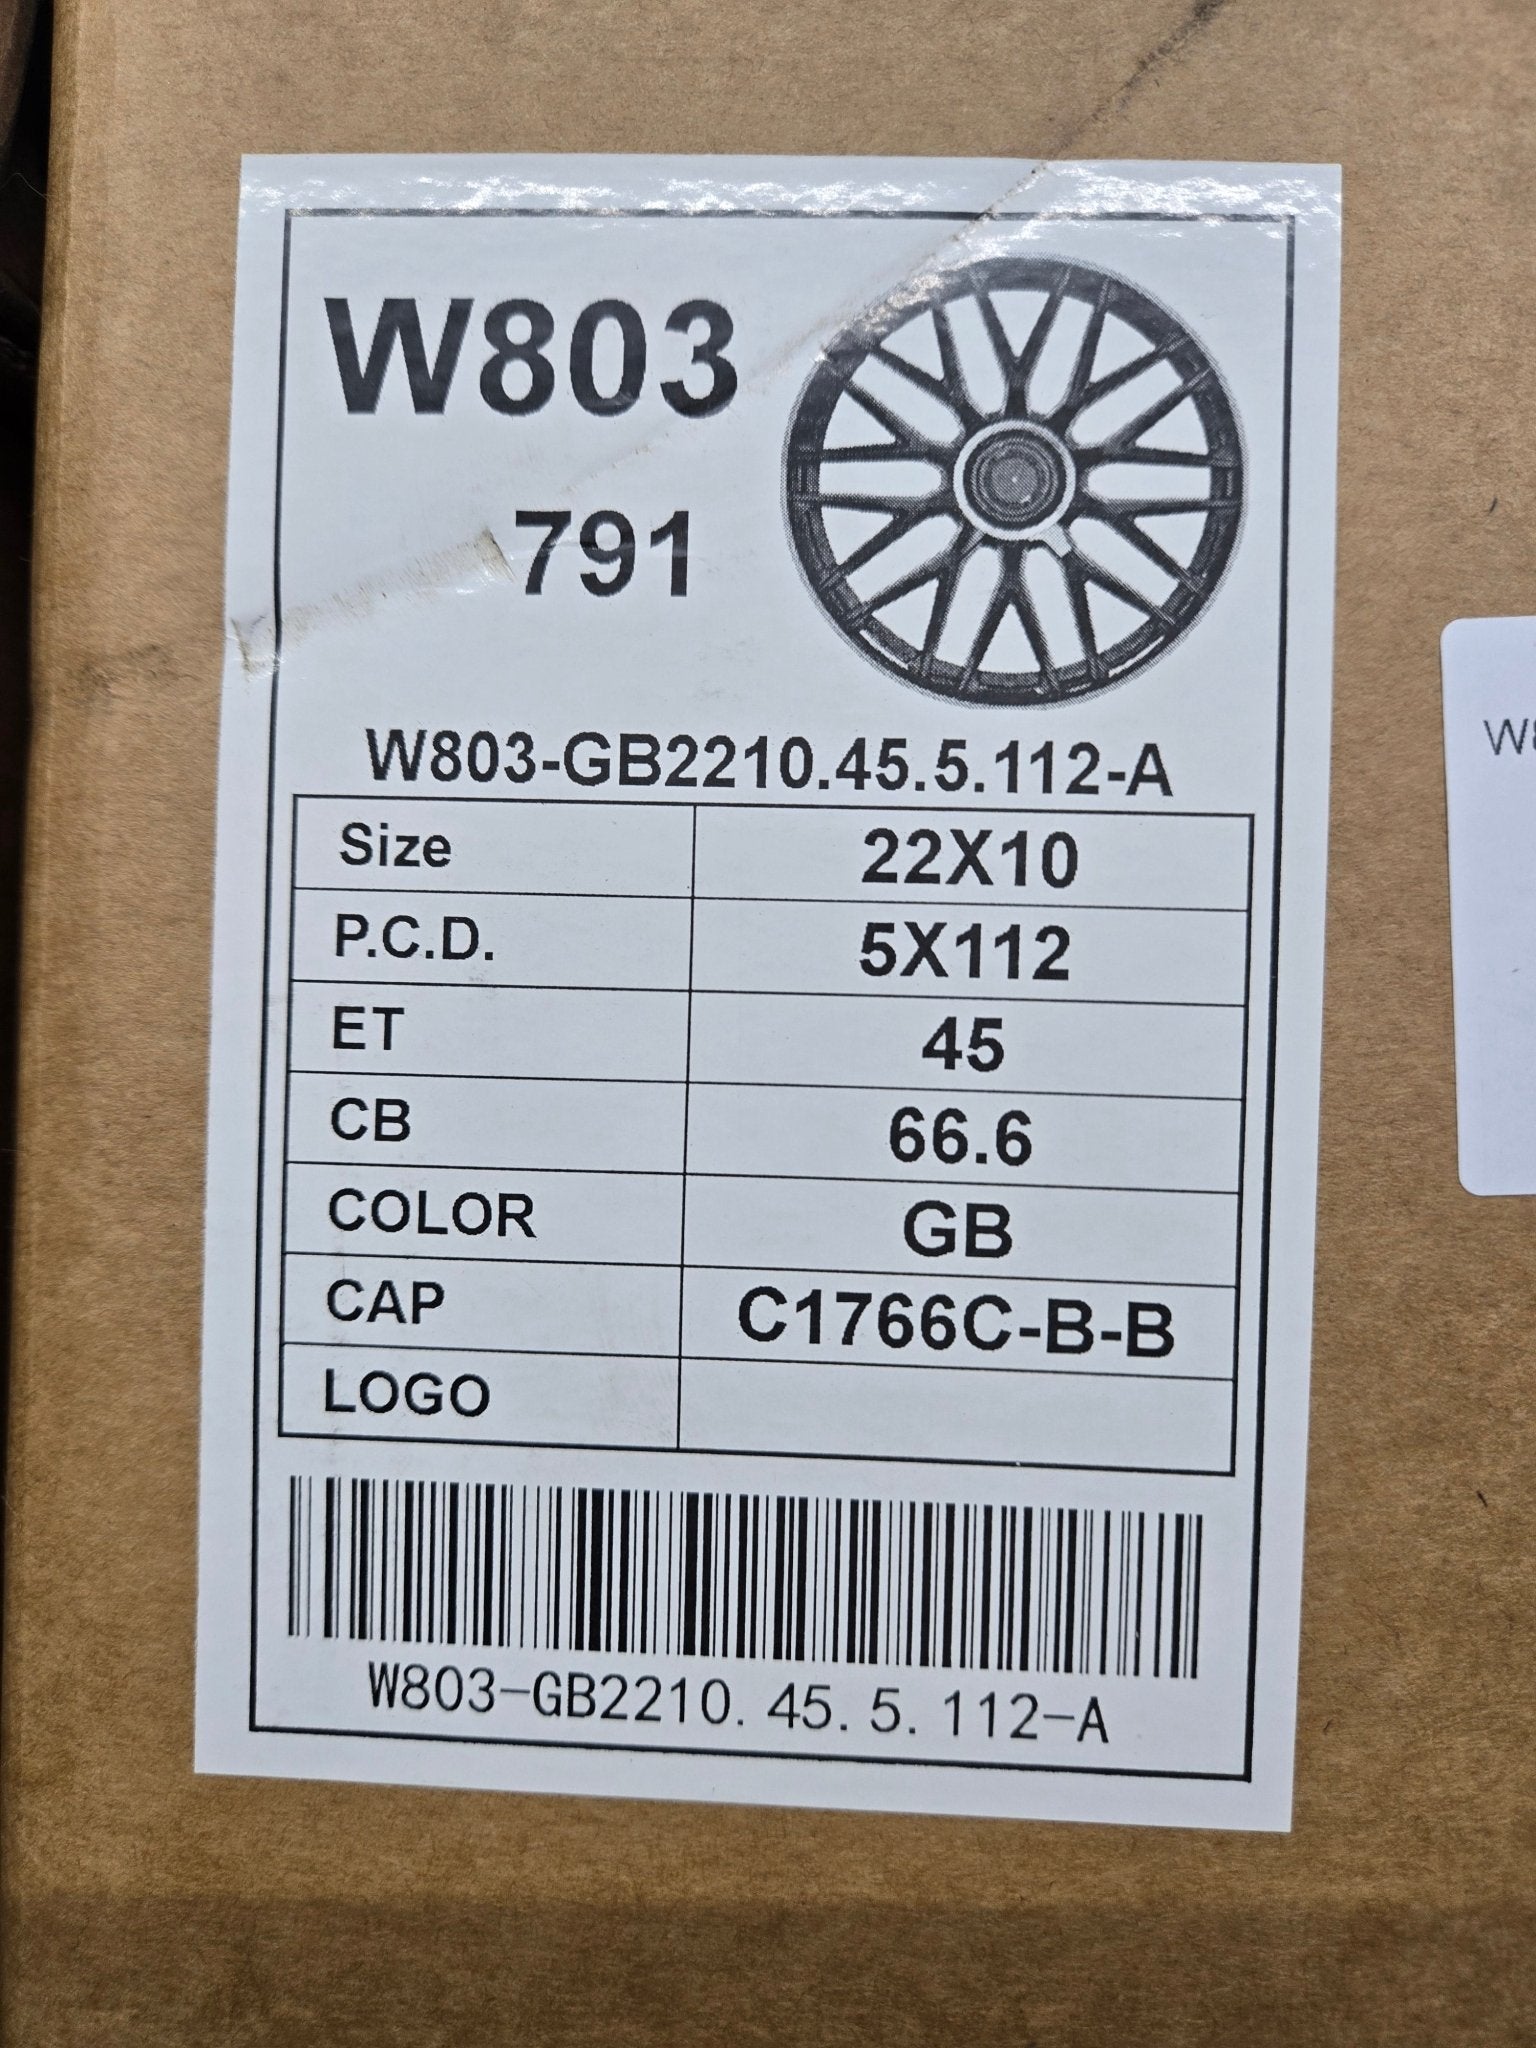 W803
791
W803-GB2210.45.5.112-A
Size 22X10
P.C.D. 5X112
ET 45
CB 66.6
COLOR GB
CAP C1766C-B-B
LOGO
W803-GB2210.45.5.112-A